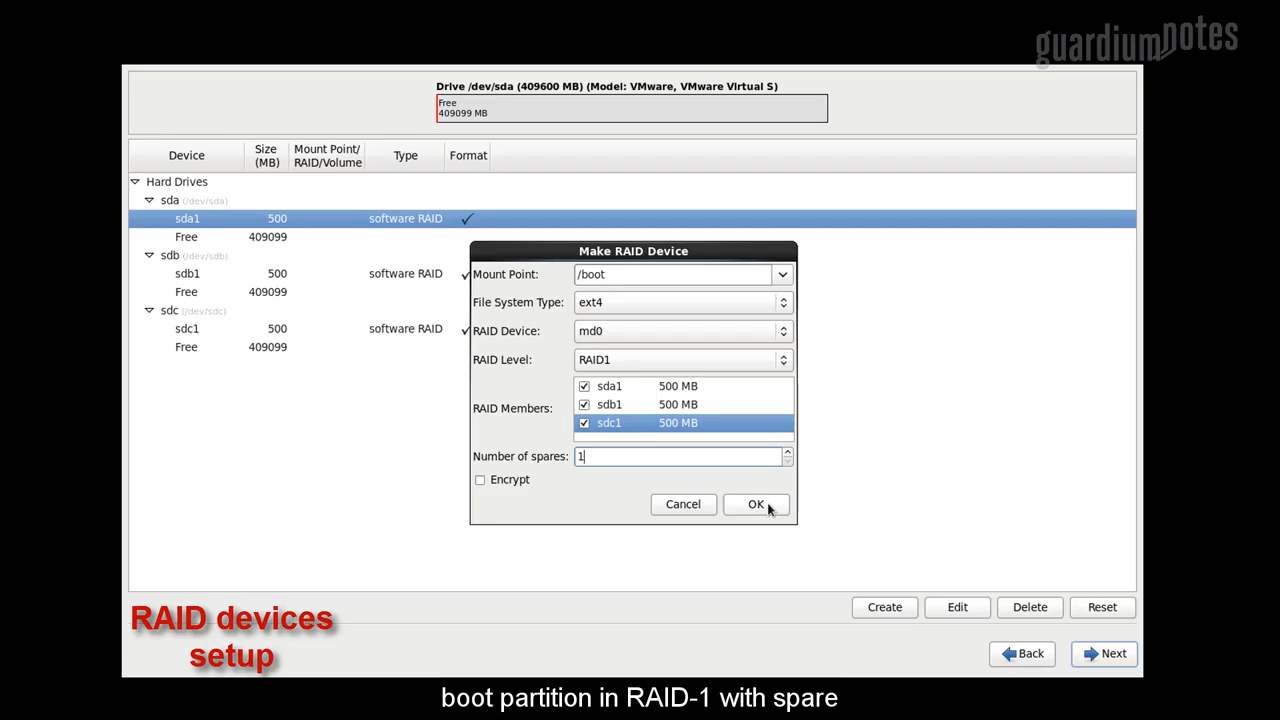 guardiumnotes
Drive /dev/sda (409600 MB) (Model: VMware, VMware Virtual S)
Free
409099 MB
Device Size (MB) Mount Point/ RAID/Volume Type Format
Hard Drives
sda (/dev/sda)
sda1 500 software RAID ✓
Free 409099
sdb (/dev/sdb)
sdb1 500 software RAID ✓
Free 409099
sdc (/dev/sdc)
sdc1 500 software RAID ✓
Free 409099
Make RAID Device
Mount Point: /boot
File System Type: ext4
RAID Device: md0
RAID Level: RAID1
RAID Members:
sda1 500 MB
sdb1 500 MB
sdc1 500 MB
Number of spares: 1
Encrypt
Cancel OK
Create Edit Delete Reset
RAID devices
setup
Back Next
boot partition in RAID-1 with spare